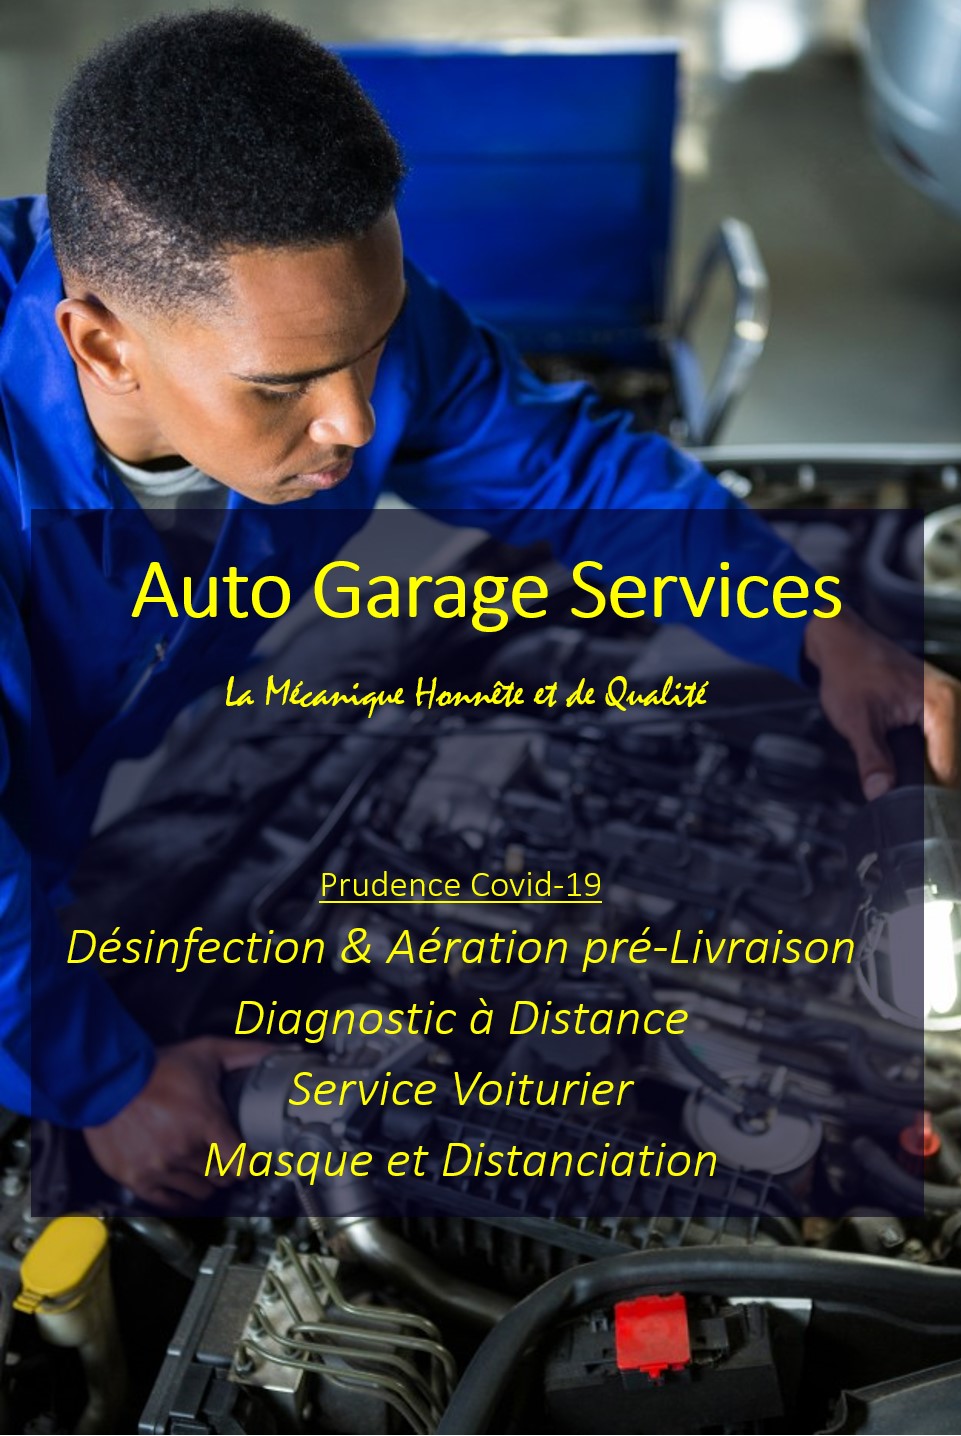 Auto Garage Services
La Mécanique Honnête et de Qualité
Prudence Covid-19
Désinfection & Aération pré-Livraison
Diagnostic à Distance
Service Voiturier
Masque et Distanciation